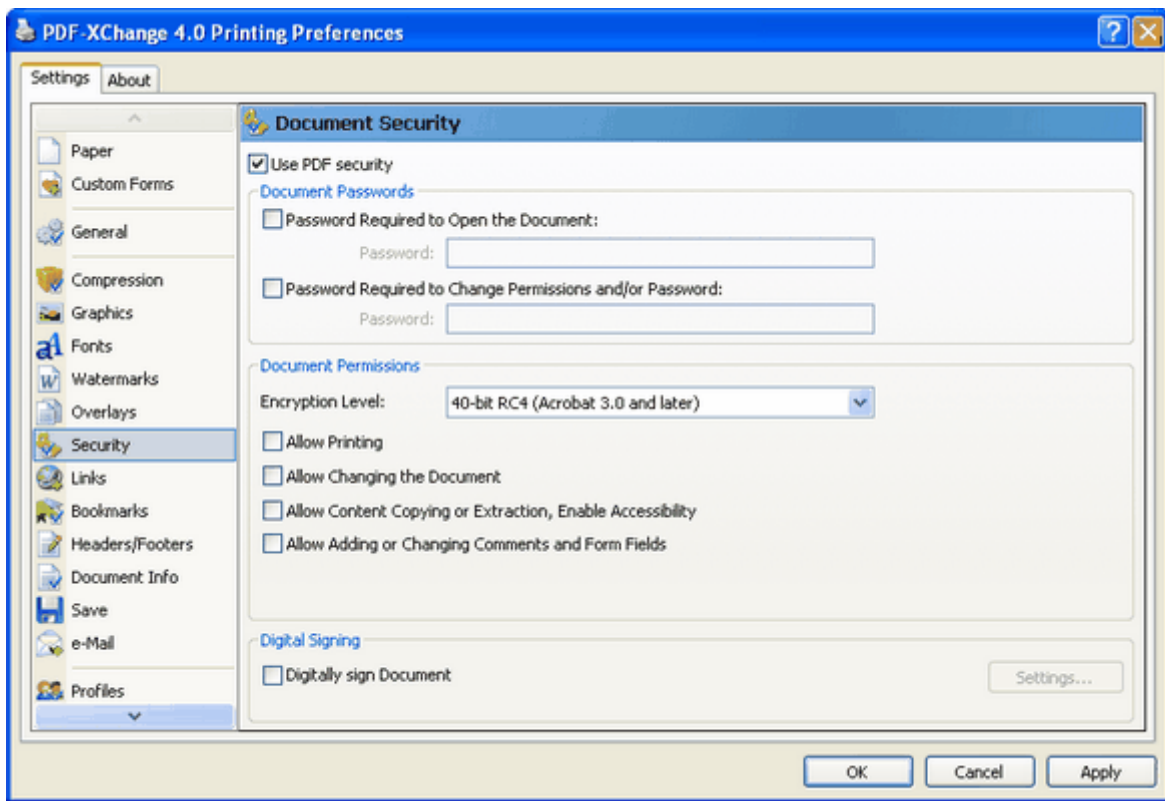 PDF-XChange 4.0 Printing Preferences
Settings
About
Paper
Custom Forms
General
Compression
Graphics
Fonts
Watermarks
Overlays
Security
Links
Bookmarks
Headers/Footers
Document Info
Save
e-Mail
Profiles
Document Security
Use PDF security
Document Passwords
Password Required to Open the Document:
Password:
Password Required to Change Permissions and/or Password:
Password:
Document Permissions
Encryption Level: 40-bit RC4 (Acrobat 3.0 and later)
Allow Printing
Allow Changing the Document
Allow Content Copying or Extraction, Enable Accessibility
Allow Adding or Changing Comments and Form Fields
Digital Signing
Digitally sign Document
Settings...
OK
Cancel
Apply